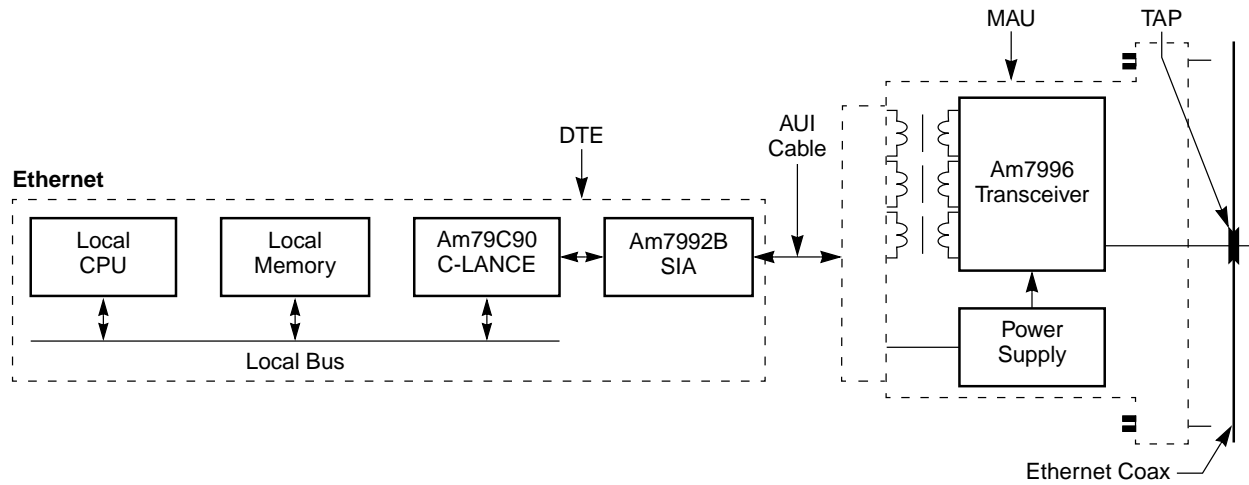 MAU
TAP
DTE
AUI
Cable
Ethernet
Local
CPU
Local
Memory
Am79C90
C-LANCE
Am7992B
SIA
Am7996
Transceiver
Power
Supply
Local Bus
Ethernet Coax